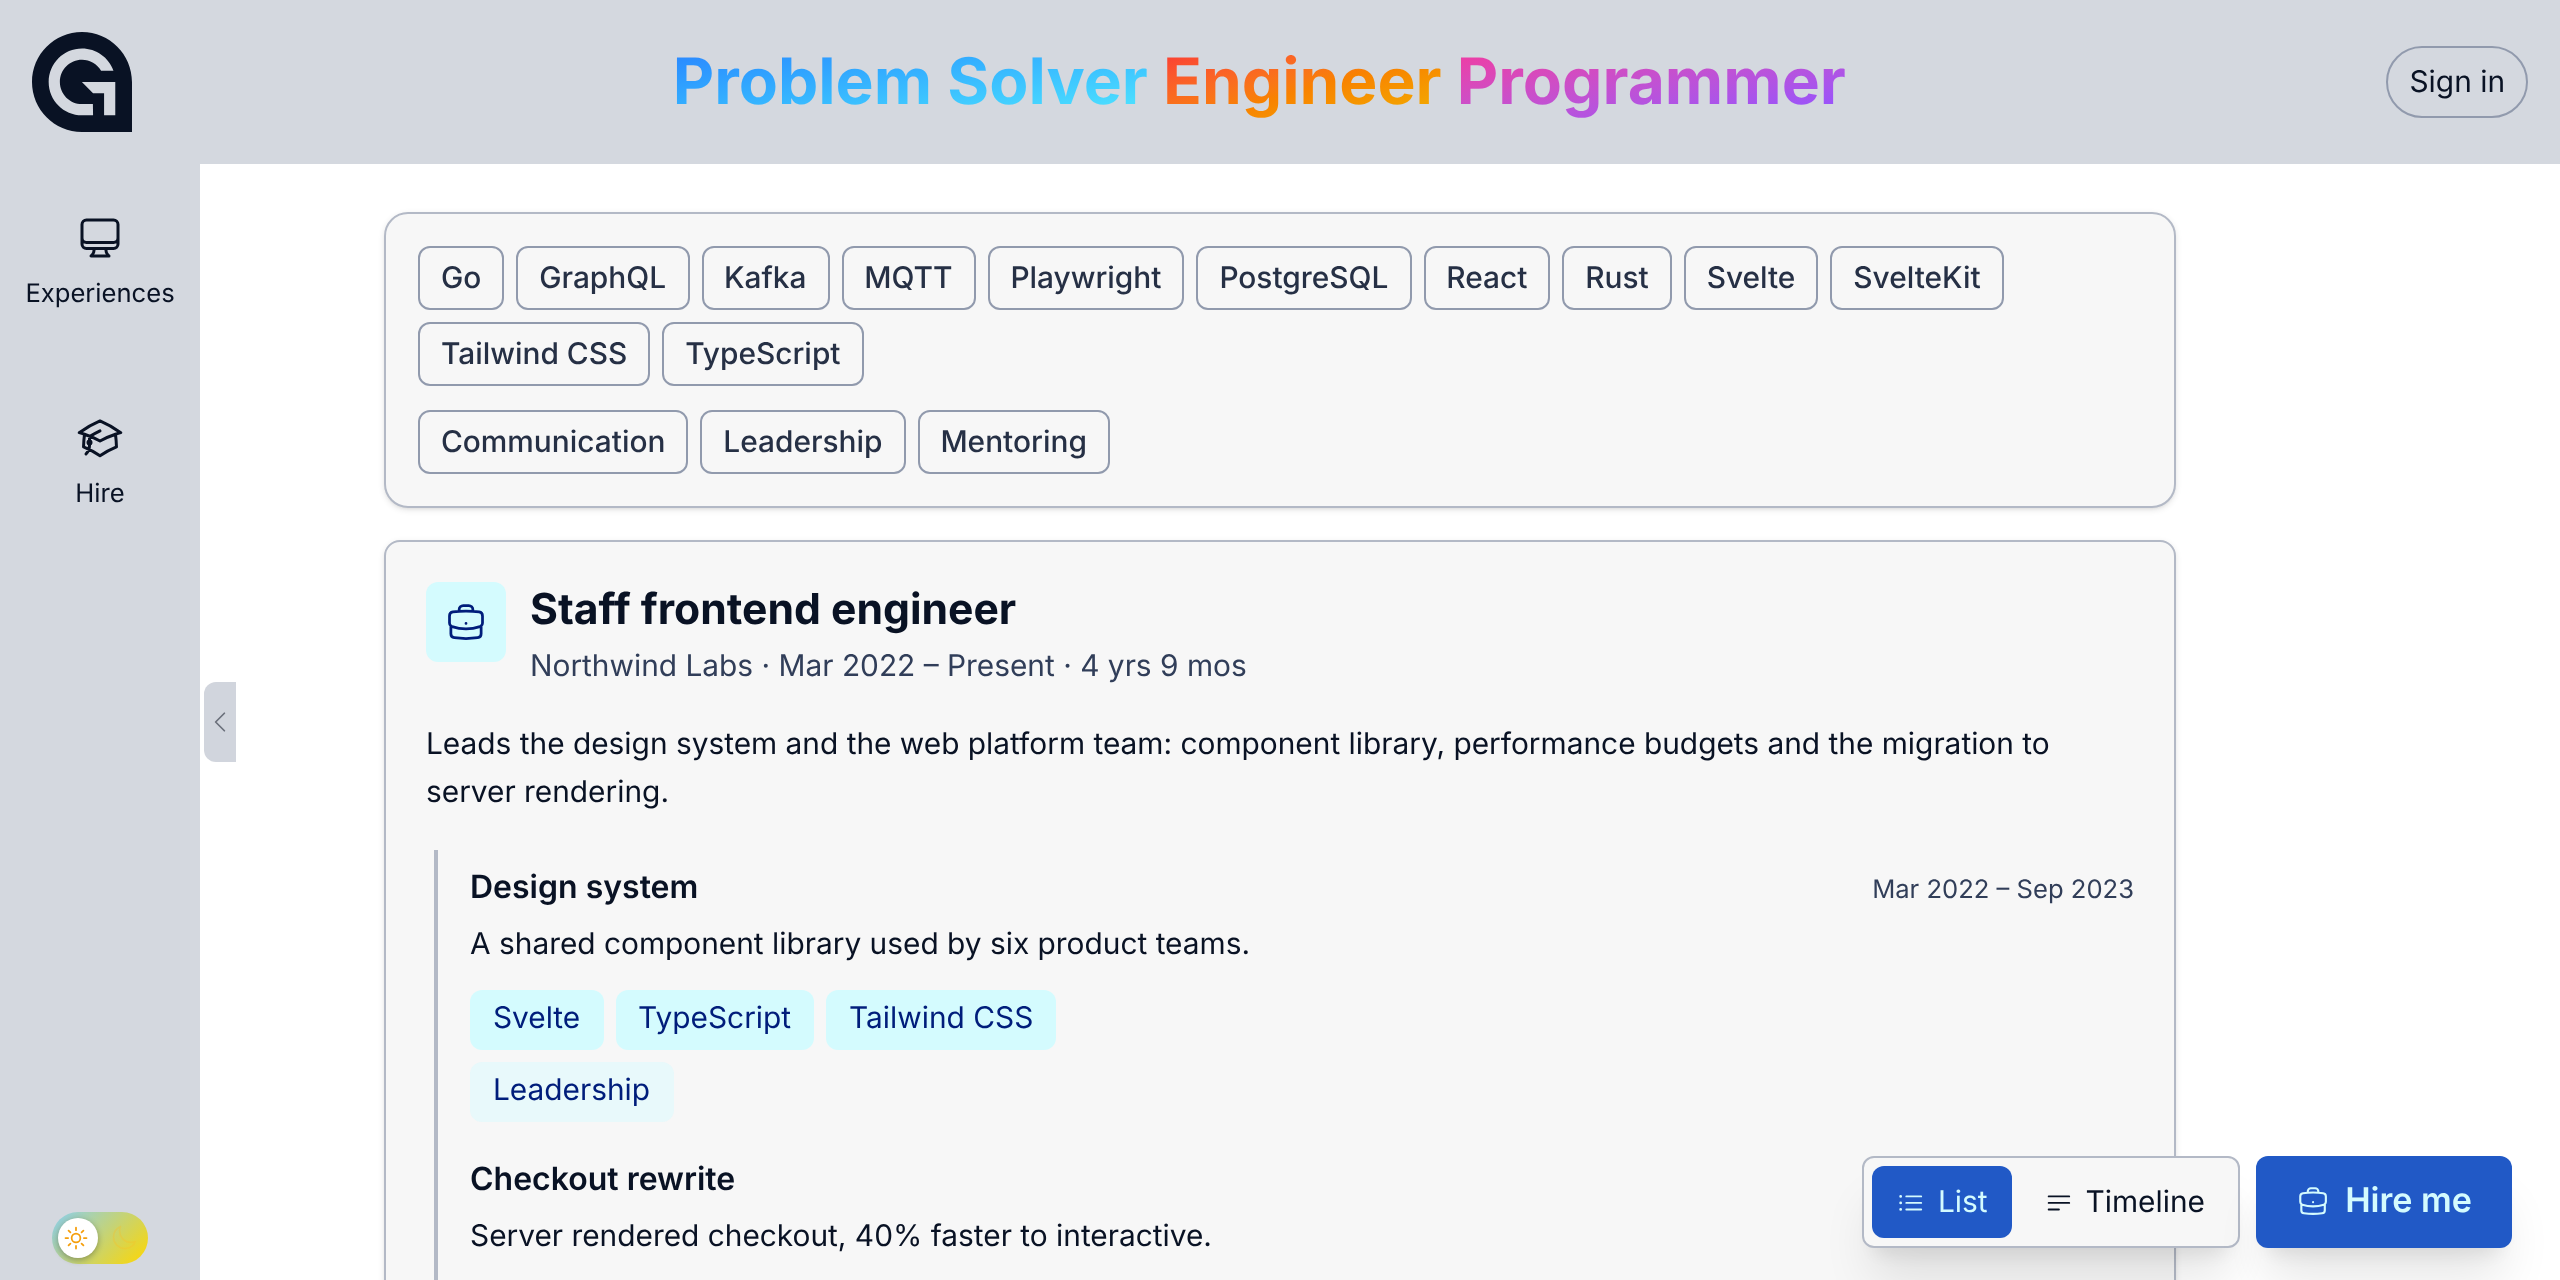 Problem Solver Engineer Programmer
Sign in
Experiences
Hire
Go GraphQL Kafka MQTT Playwright PostgreSQL React Rust Svelte SvelteKit
Tailwind CSS TypeScript
Communication Leadership Mentoring
Staff frontend engineer
Northwind Labs · Mar 2022 – Present · 4 yrs 9 mos
Leads the design system and the web platform team: component library, performance budgets and the migration to
server rendering.
Design system
Mar 2022 – Sep 2023
A shared component library used by six product teams.
Svelte TypeScript Tailwind CSS
Leadership
Checkout rewrite
Server rendered checkout, 40% faster to interactive.
List Timeline
Hire me